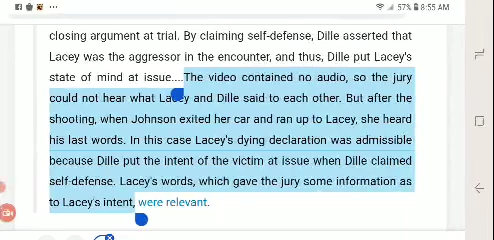 57% 8:55 AM
closing argument at trial. By claiming self-defense, Dille asserted that
Lacey was the aggressor in the encounter, and thus, Dille put Lacey's
state of mind at issue....The video contained no audio, so the jury
could not hear what Lacey and Dille said to each other. But after the
shooting, when Johnson exited her car and ran up to Lacey, she heard
his last words. In this case Lacey's dying declaration was admissible
because Dille put the intent of the victim at issue when Dille claimed
self-defense. Lacey's words, which gave the jury some information as
to Lacey's intent, were relevant.